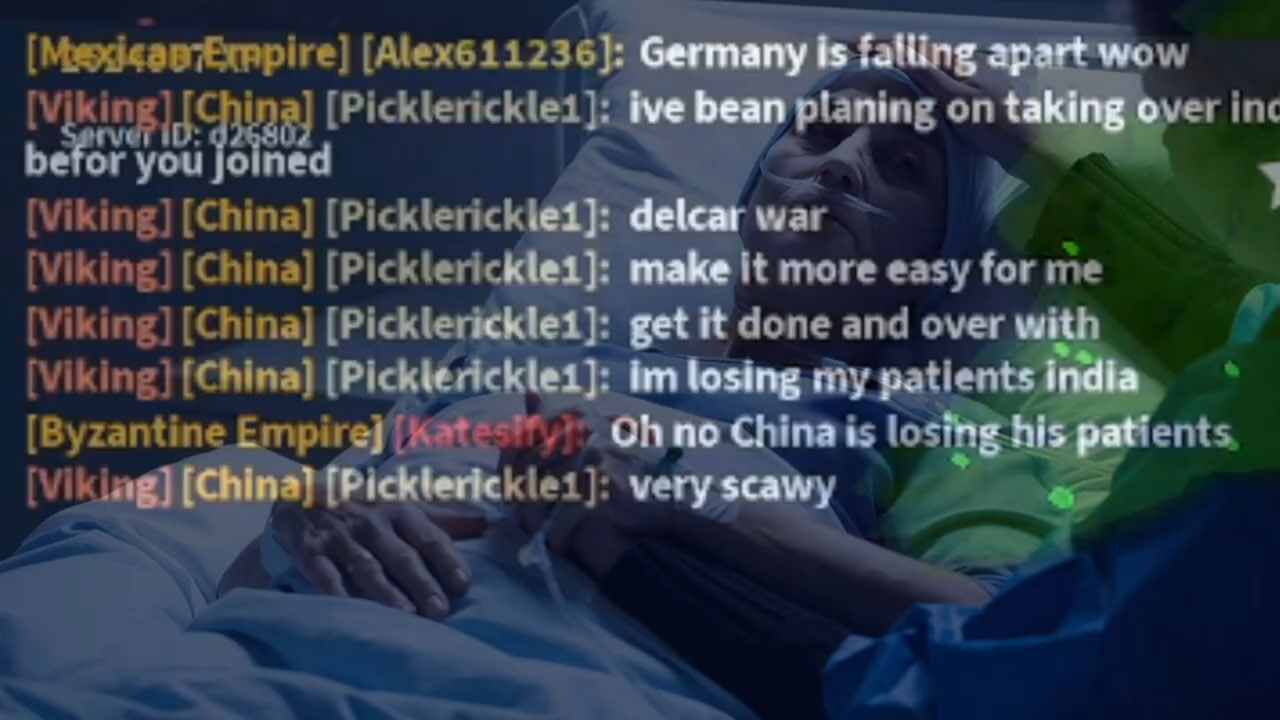 [Mexican Empire] [Alex611236]: Germany is falling apart wow
[Viking] [China] [Picklerickle1]: ive bean planing on taking over
Server ID: d26802
befor you joined
[Viking] [China] [Picklerickle1]: delcar war
[Viking] [China] [Picklerickle1]: make it more easy for me
[Viking] [China] [Picklerickle1]: get it done and over with
[Viking] [China] [Picklerickle1]: im losing my patients india
[Byzantine Empire] [Katesify]: Oh no China is losing his patients
[Viking] [China] [Picklerickle1]: very scawy